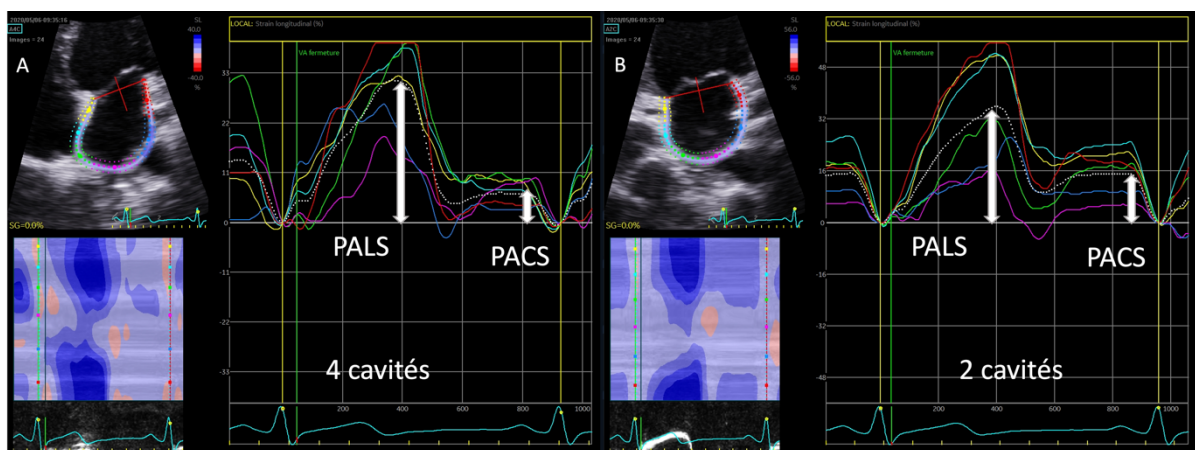 2020/05/06-09:35:16
A4C
Images = 24
A
SL
40.0
-40.0
%
SG=0.0%
LOCAL: Strain longitudinal (%)
VA fermeture
33
22
11
0
-11
-22
-33
PALS
PACS
4 cavités
200
400
600
800
1000
2020/05/06-09:35:30
A2C
Images = 24
B
SL
56.0
-56.0
%
SG=0.0%
LOCAL: Strain longitudinal (%)
VA fermeture
48
32
16
0
-16
-32
-48
PALS
PACS
2 cavités
200
400
600
800
1000